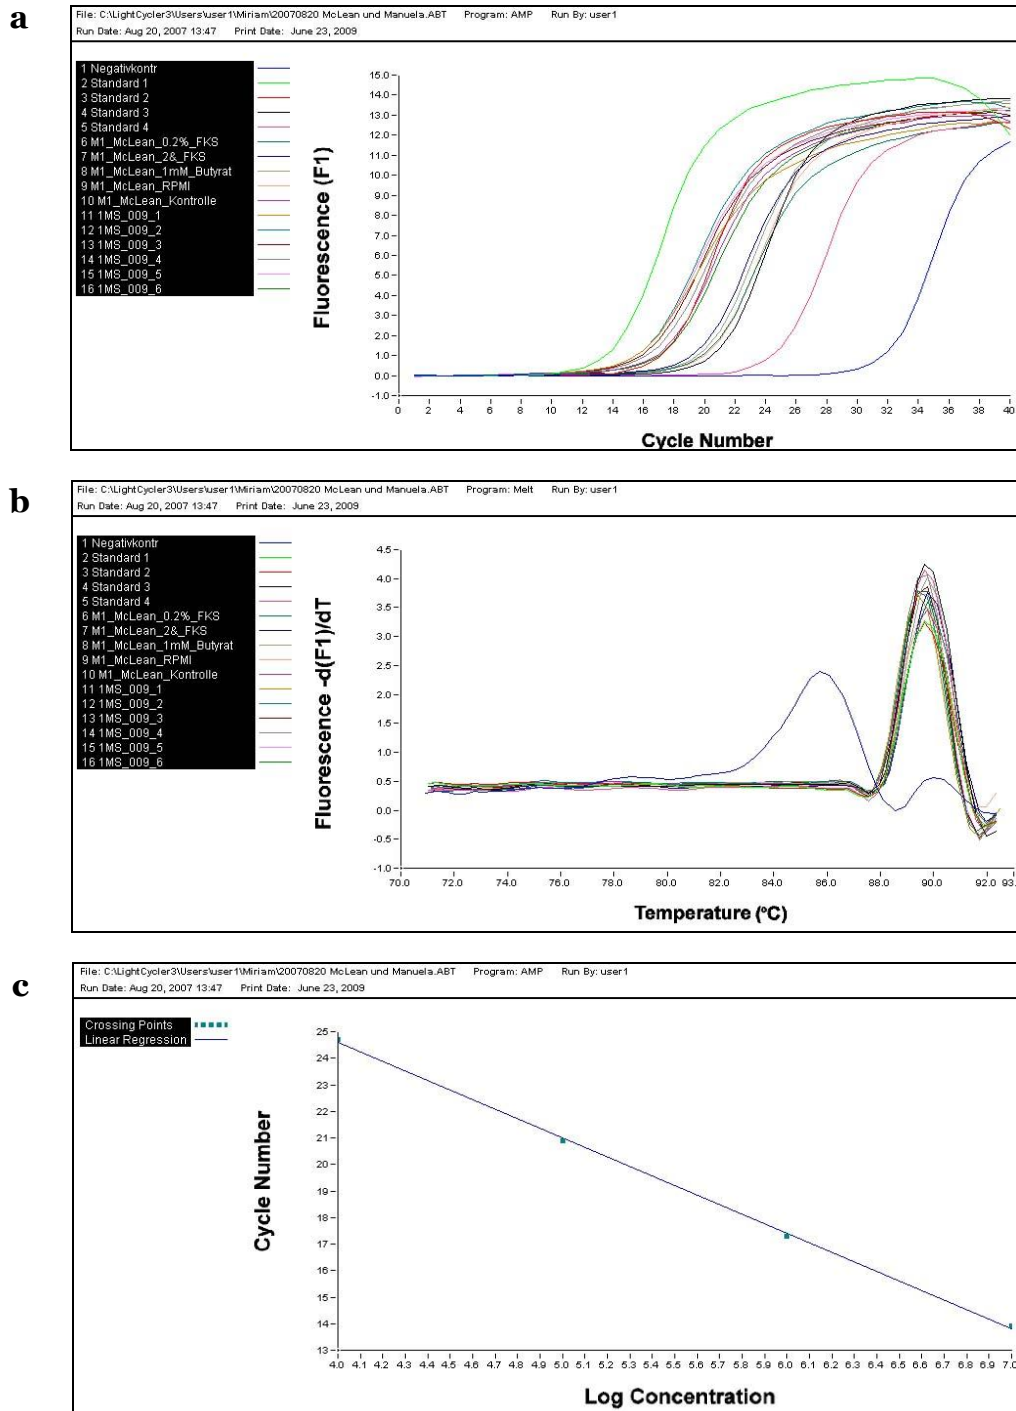 a
File: C:\LightCycler3\Users\user1\Miriam\20070820 McLean und Manuela.ABT Program: AMP Run By: user1
Run Date: Aug 20, 2007 13:47 Print Date: June 23, 2009
1 Negativkontr
2 Standard 1
3 Standard 2
4 Standard 3
5 Standard 4
6 M1_McLean_0.2%_FKS
7 M1_McLean_2&_FKS
8 M1_McLean_1mM_Butyrat
9 M1_McLean_RPMI
10 M1_McLean_Kontrolle
11 1MS_009_1
12 1MS_009_2
13 1MS_009_3
14 1MS_009_4
15 1MS_009_5
16 1MS_009_6
Fluorescence (F1)
15.0
14.0
13.0
12.0
11.0
10.0
9.0
8.0
7.0
6.0
5.0
4.0
3.0
2.0
1.0
0.0
-1.0
0 2 4 6 8 10 12 14 16 18 20 22 24 26 28 30 32 34 36 38 40
Cycle Number
b
File: C:\LightCycler3\Users\user1\Miriam\20070820 McLean und Manuela.ABT Program: Melt Run By: user1
Run Date: Aug 20, 2007 13:47 Print Date: June 23, 2009
1 Negativkontr
2 Standard 1
3 Standard 2
4 Standard 3
5 Standard 4
6 M1_McLean_0.2%_FKS
7 M1_McLean_2&_FKS
8 M1_McLean_1mM_Butyrat
9 M1_McLean_RPMI
10 M1_McLean_Kontrolle
11 1MS_009_1
12 1MS_009_2
13 1MS_009_3
14 1MS_009_4
15 1MS_009_5
16 1MS_009_6
Fluorescence -d(F1)/dT
4.5
4.0
3.5
3.0
2.5
2.0
1.5
1.0
0.5
0.0
-0.5
-1.0
70.0 72.0 74.0 76.0 78.0 80.0 82.0 84.0 86.0 88.0 90.0 92.0 93.
Temperature (°C)
c
File: C:\LightCycler3\Users\user1\Miriam\20070820 McLean und Manuela.ABT Program: AMP Run By: user1
Run Date: Aug 20, 2007 13:47 Print Date: June 23, 2009
Crossing Points
Linear Regression
Cycle Number
25
24
23
22
21
20
19
18
17
16
15
14
13
4.0 4.1 4.2 4.3 4.4 4.5 4.6 4.7 4.8 4.9 5.0 5.1 5.2 5.3 5.4 5.5 5.6 5.7 5.8 5.9 6.0 6.1 6.2 6.3 6.4 6.5 6.6 6.7 6.8 6.9 7.0
Log Concentration